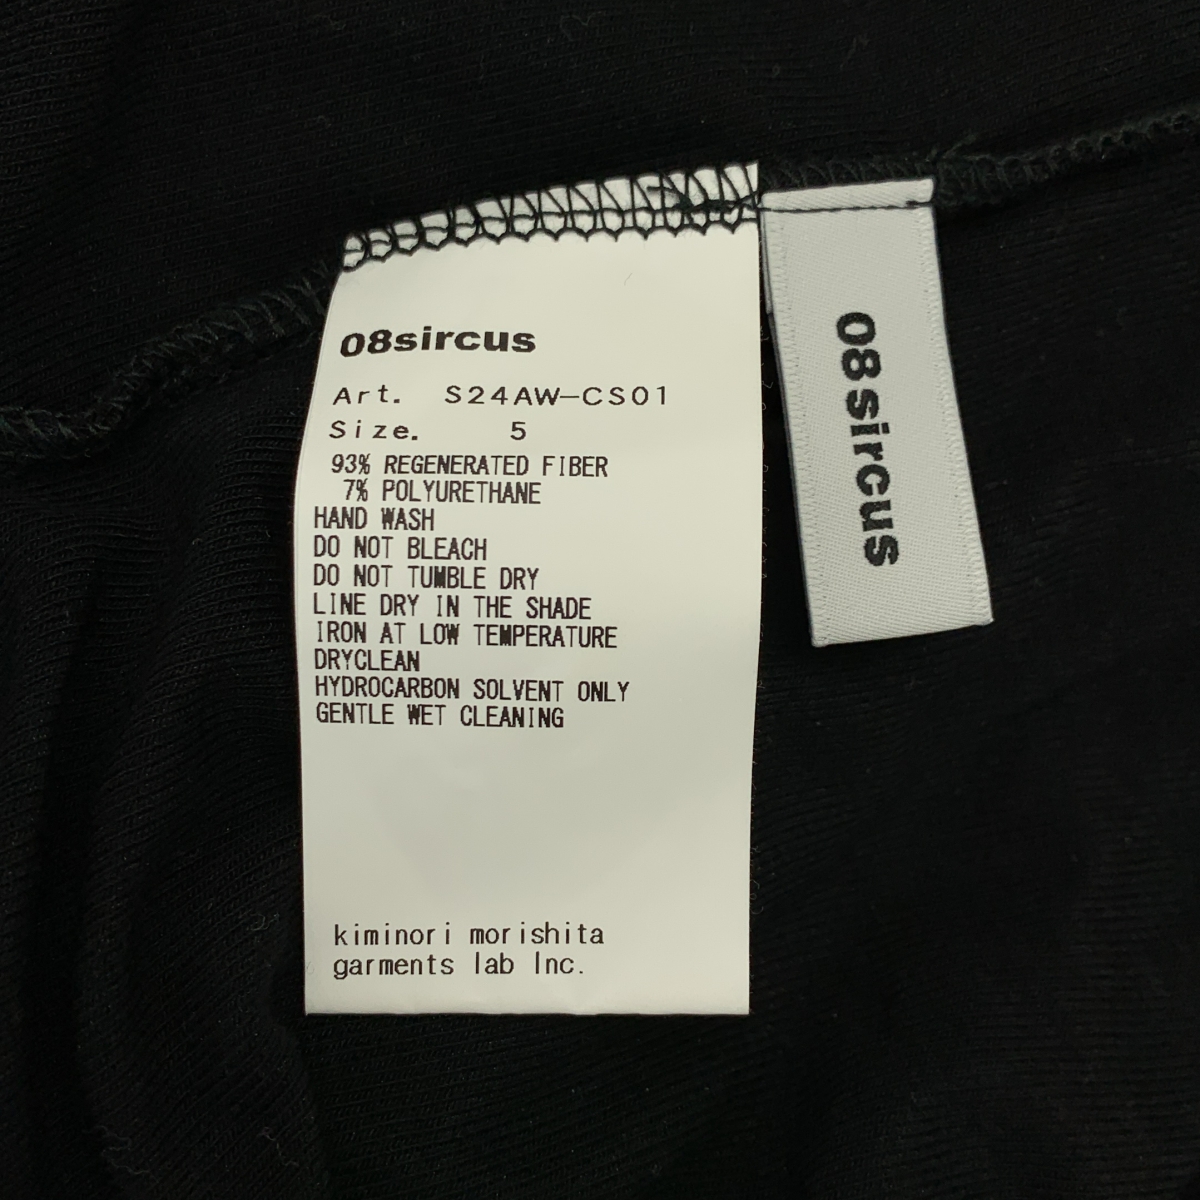 08sircus
Art. S24AW-CS01
Size. 5
93% REGENERATED FIBER
7% POLYURETHANE
HAND WASH
DO NOT BLEACH
DO NOT TUMBLE DRY
LINE DRY IN THE SHADE
IRON AT LOW TEMPERATURE
DRYCLEAN
HYDROCARBON SOLVENT ONLY
GENTLE WET CLEANING
kiminori morishita
garments lab Inc.
08sircus